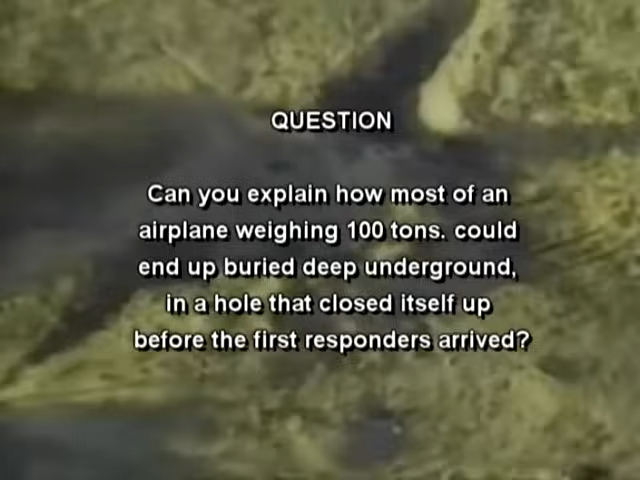 QUESTION
Can you explain how most of an
airplane weighing 100 tons. could
end up buried deep underground,
in a hole that closed itself up
before the first responders arrived?